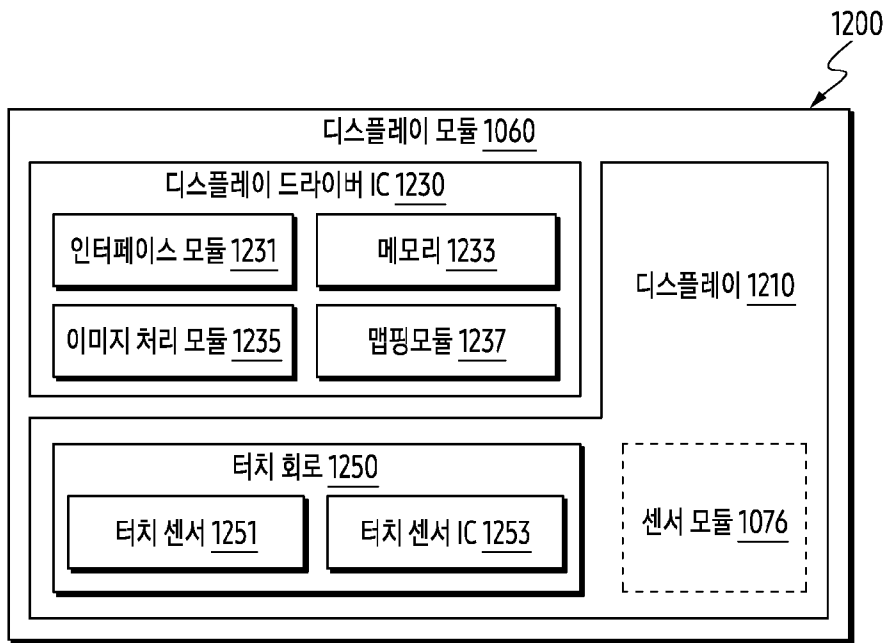 1200
디스플레이 모듈 1060
디스플레이 드라이버 IC 1230
인터페이스 모듈 1231
메모리 1233
이미지 처리 모듈 1235
맵핑모듈 1237
디스플레이 1210
터치 회로 1250
터치 센서 1251
터치 센서 IC 1253
센서 모듈 1076